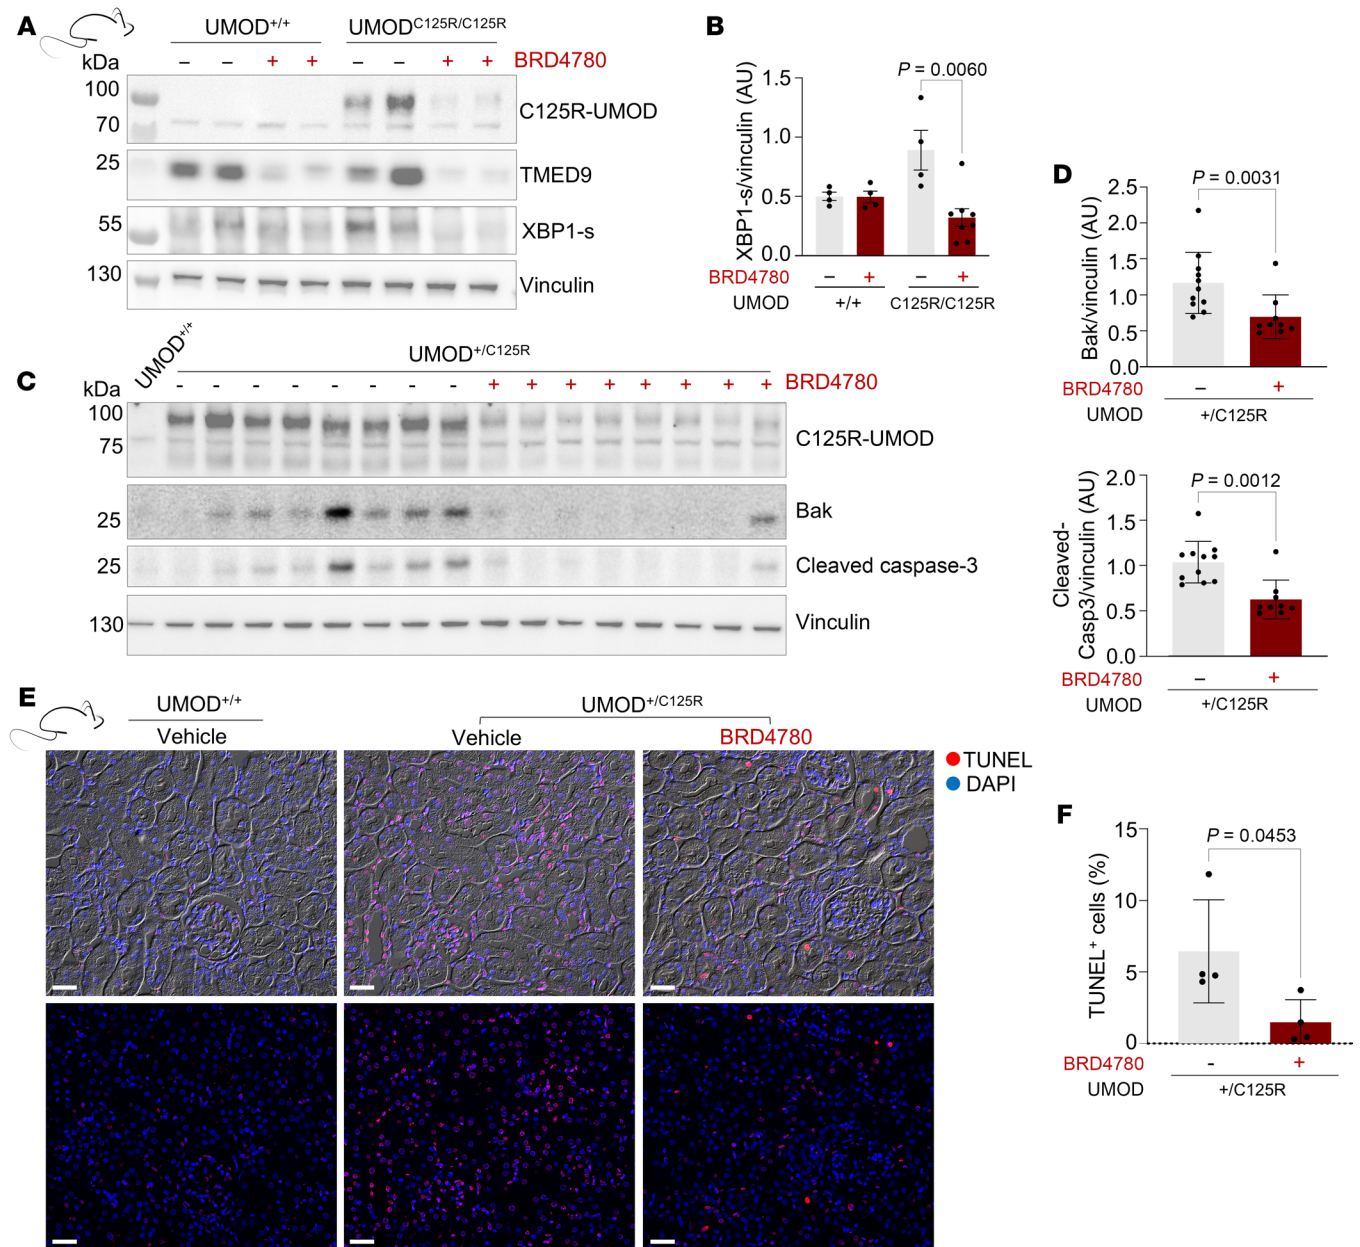 A
UMOD+/+
UMODC125R/C125R
kDa
– – + + – – + + BRD4780
100
70
C125R-UMOD
25
TMED9
55
XBP1-s
130
Vinculin
B
XBP1-s/vinculin (AU)
P = 0.0060
1.5
1.0
0.5
0.0
BRD4780 – + – +
UMOD +/+ C125R/C125R
C
UMOD+/+
UMOD+/C125R
kDa
- - - - - - - - + + + + + + + + BRD4780
100
75
C125R-UMOD
25
Bak
25
Cleaved caspase-3
130
Vinculin
D
Bak/vinculin (AU)
P = 0.0031
2.5
2.0
1.5
1.0
0.5
0.0
BRD4780 – +
UMOD +/C125R
Cleaved-
Casp3/vinculin (AU)
P = 0.0012
2.0
1.5
1.0
0.5
0.0
BRD4780 – +
UMOD +/C125R
E
UMOD+/+
UMOD+/C125R
Vehicle
Vehicle
BRD4780
TUNEL
DAPI
F
TUNEL+ cells (%)
P = 0.0453
15
10
5
0
BRD4780 - +
UMOD +/C125R